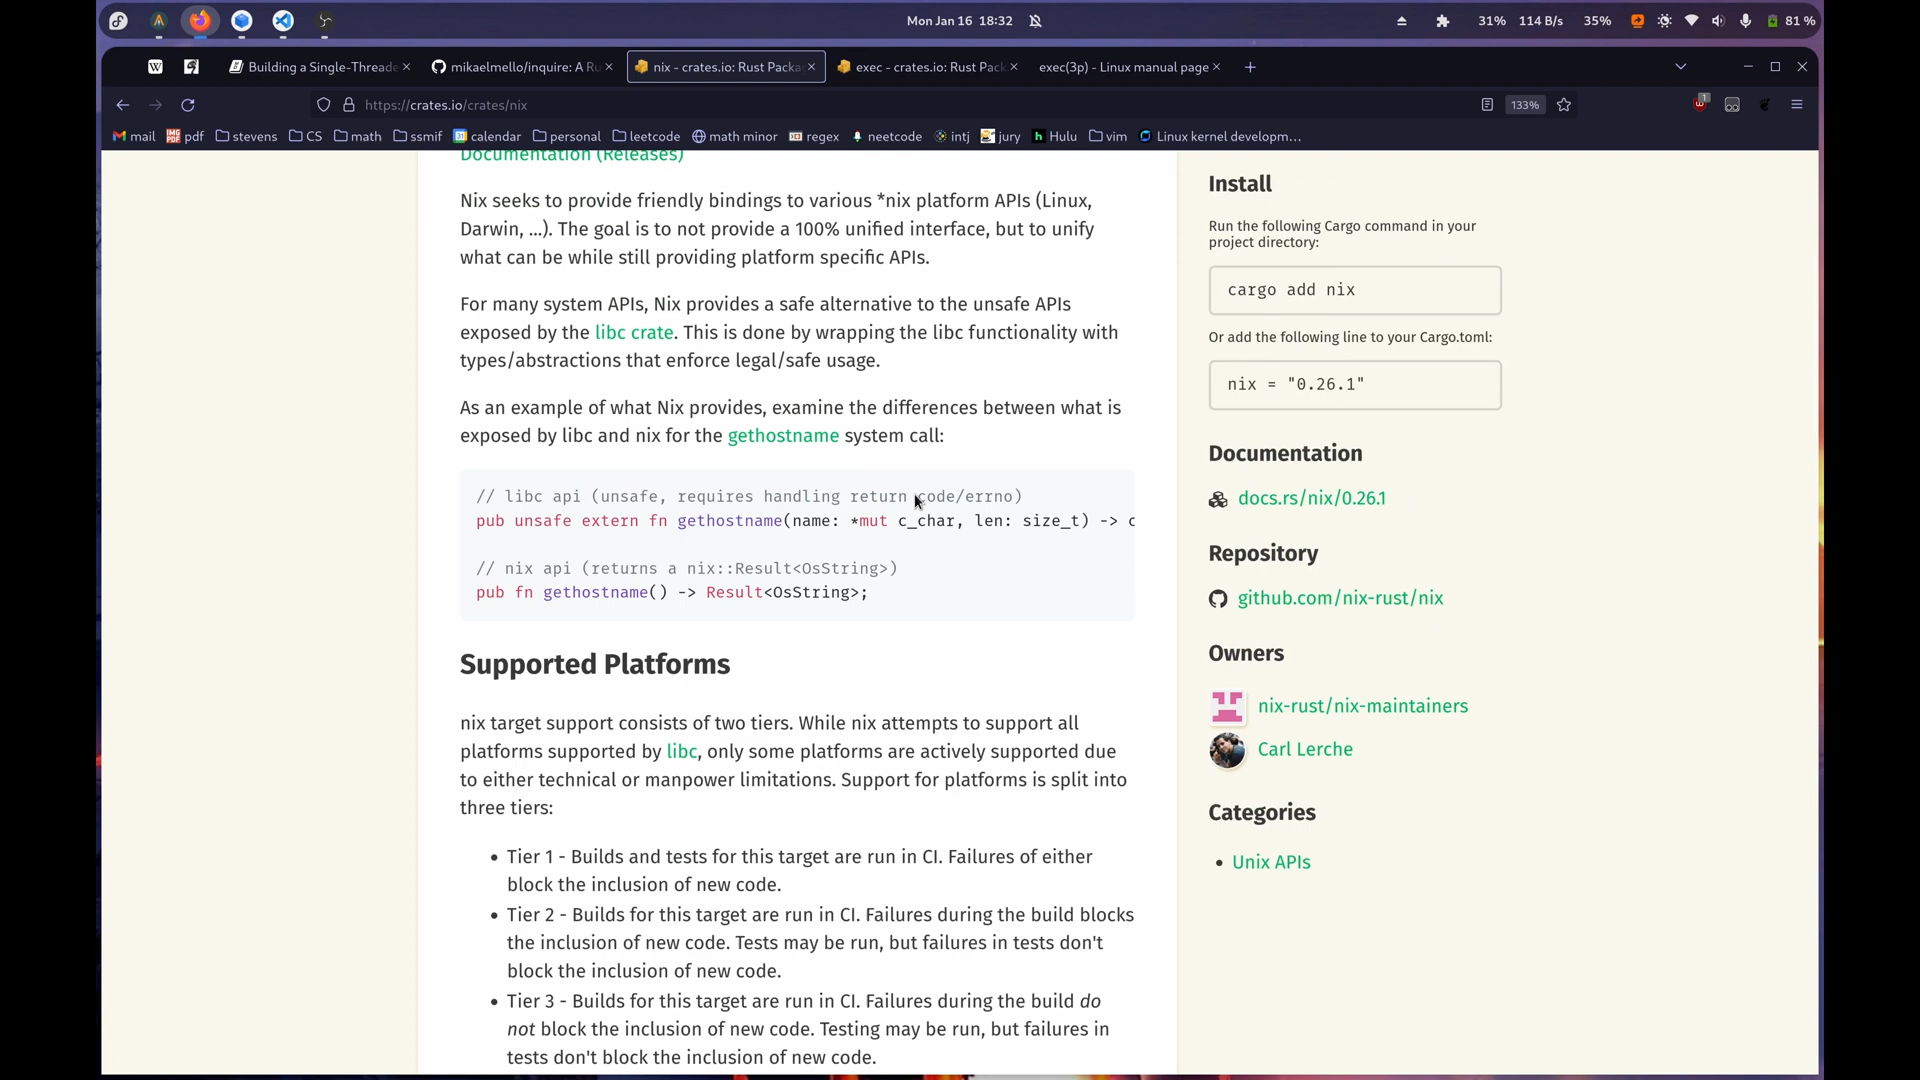 Mon Jan 16 18:32
31%
114 B/s
35%
81 %
Building a Single-Threade
mikaelmello/inquire: A Ru
nix - crates.io: Rust Packa
exec - crates.io: Rust Pack
exec(3p) - Linux manual page
https://crates.io/crates/nix
133%
1
mail
pdf
stevens
CS
math
ssmif
calendar
personal
leetcode
math minor
regex
neetcode
intj
jury
Hulu
vim
Linux kernel developm…
Documentation (Releases)
Nix seeks to provide friendly bindings to various *nix platform APIs (Linux,
Darwin, ...). The goal is to not provide a 100% unified interface, but to unify
what can be while still providing platform specific APIs.
For many system APIs, Nix provides a safe alternative to the unsafe APIs
exposed by the libc crate. This is done by wrapping the libc functionality with
types/abstractions that enforce legal/safe usage.
As an example of what Nix provides, examine the differences between what is
exposed by libc and nix for the gethostname system call:
// libc api (unsafe, requires handling return code/errno)
pub unsafe extern fn gethostname(name: *mut c_char, len: size_t) -> c
// nix api (returns a nix::Result<OsString>)
pub fn gethostname() -> Result<OsString>;
Supported Platforms
nix target support consists of two tiers. While nix attempts to support all
platforms supported by libc, only some platforms are actively supported due
to either technical or manpower limitations. Support for platforms is split into
three tiers:
• Tier 1 - Builds and tests for this target are run in CI. Failures of either
block the inclusion of new code.
• Tier 2 - Builds for this target are run in CI. Failures during the build blocks
the inclusion of new code. Tests may be run, but failures in tests don't
block the inclusion of new code.
• Tier 3 - Builds for this target are run in CI. Failures during the build do
not block the inclusion of new code. Testing may be run, but failures in
tests don't block the inclusion of new code.
Install
Run the following Cargo command in your
project directory:
cargo add nix
Or add the following line to your Cargo.toml:
nix = "0.26.1"
Documentation
docs.rs/nix/0.26.1
Repository
github.com/nix-rust/nix
Owners
nix-rust/nix-maintainers
Carl Lerche
Categories
• Unix APIs